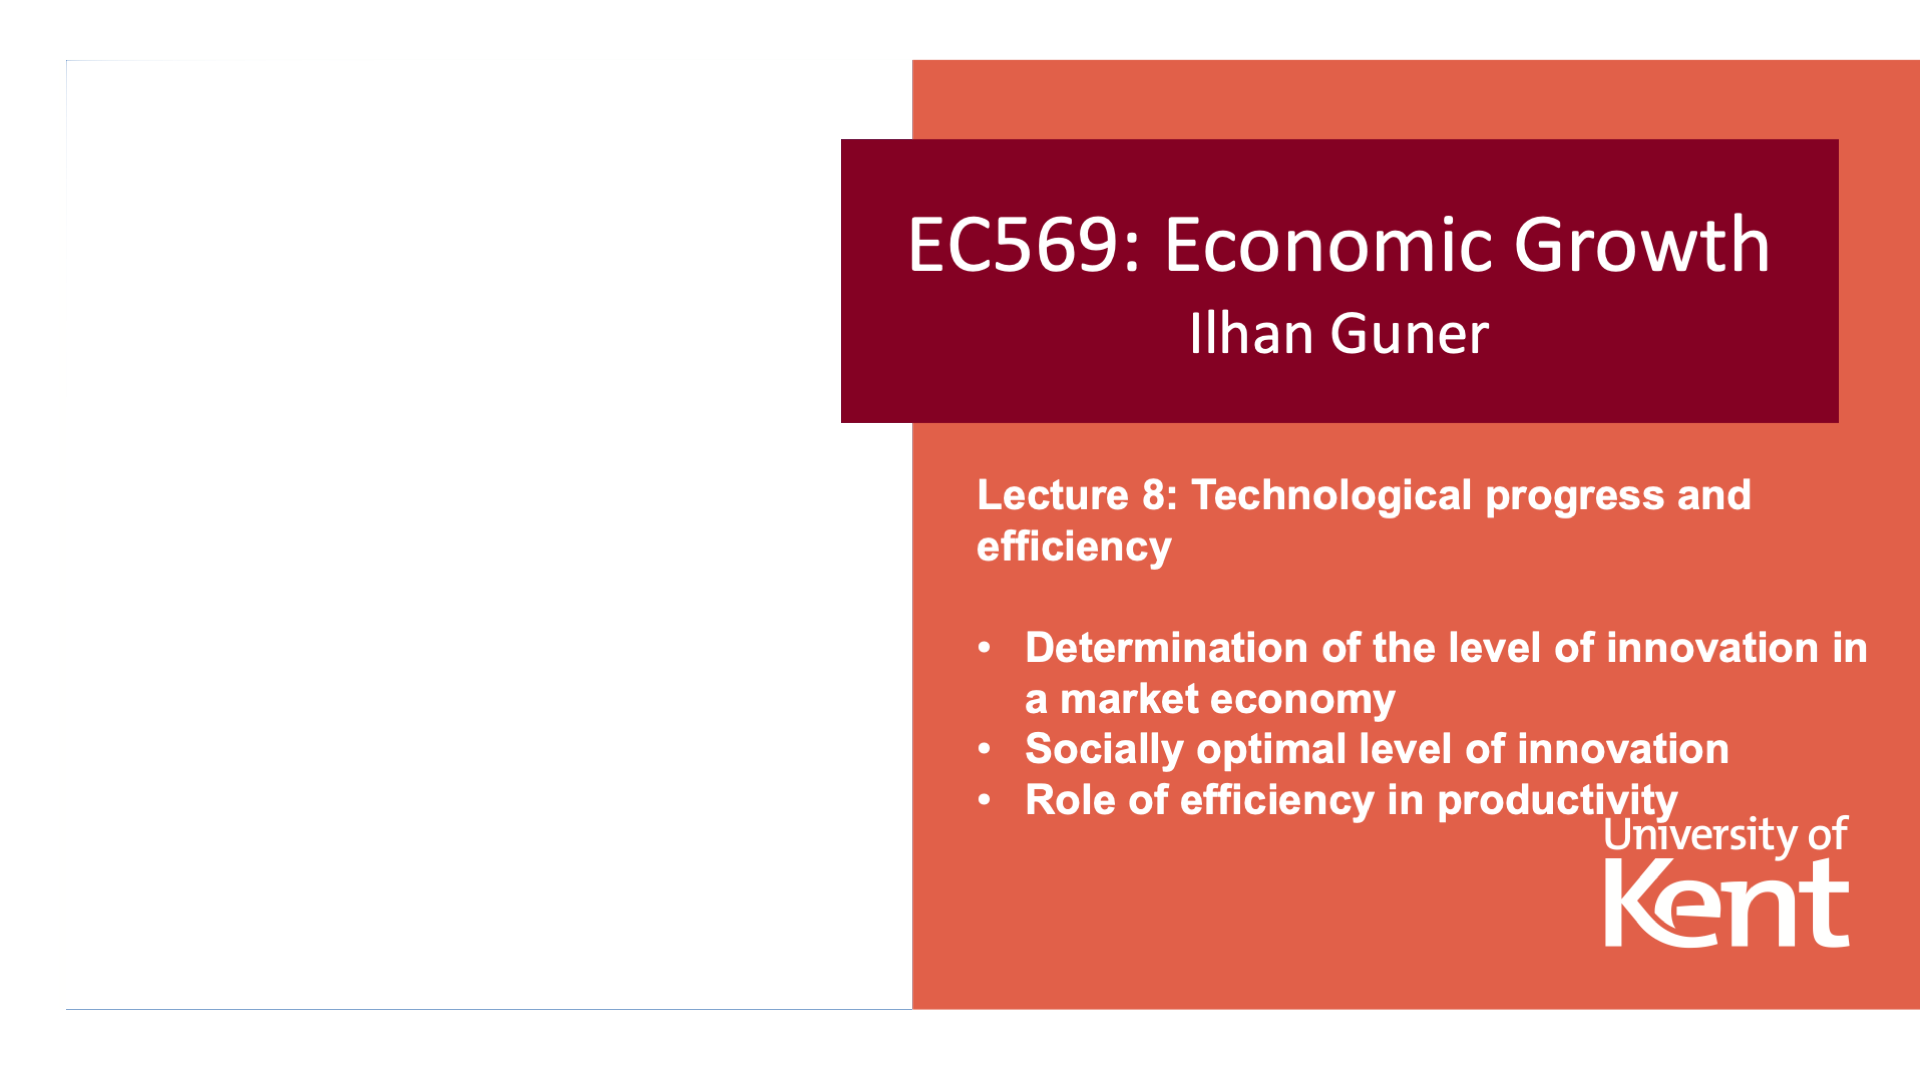 EC569: Economic Growth
Ilhan Guner
Lecture 8: Technological progress and
efficiency
• Determination of the level of innovation in
a market economy
• Socially optimal level of innovation
• Role of efficiency in productivity
University of
Kent